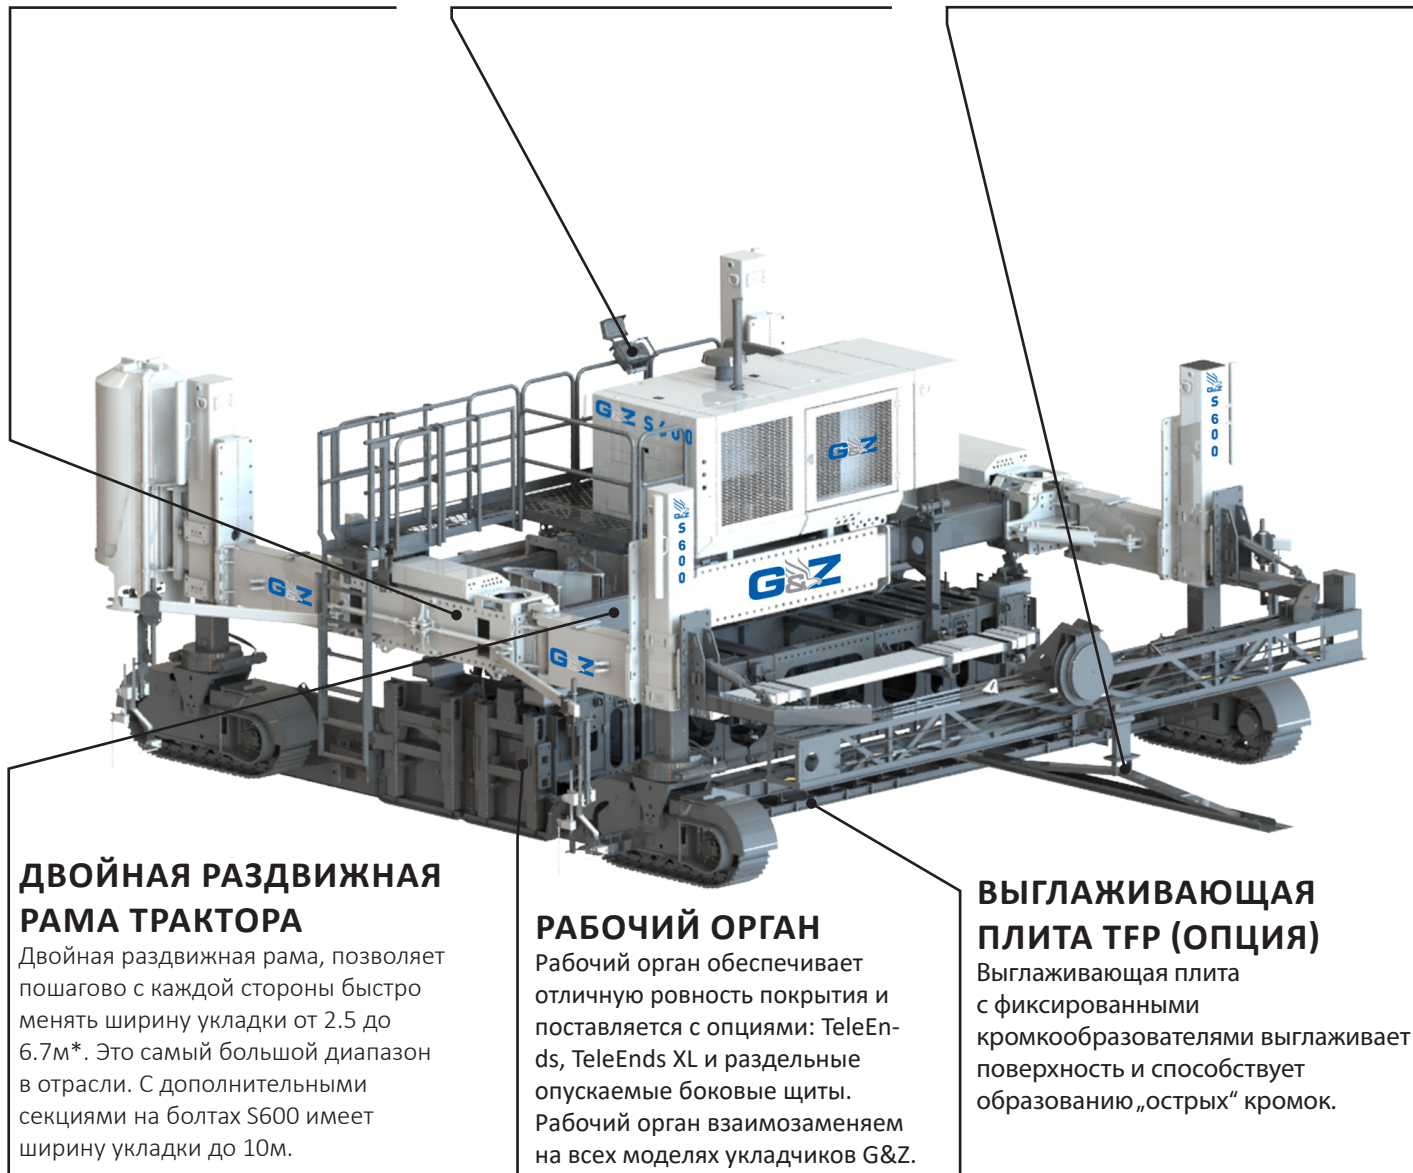 G&Z S600
G&Z
S600
S600
G&Z
G&Z
G&Z
ДВОЙНАЯ РАЗДВИЖНАЯ
РАМА ТРАКТОРА
Двойная раздвижная рама, позволяет
пошагово с каждой стороны быстро
менять ширину укладки от 2.5 до
6.7м*. Это самый большой диапазон
в отрасли. С дополнительными
секциями на болтах S600 имеет
ширину укладки до 10м.
РАБОЧИЙ ОРГАН
Рабочий орган обеспечивает
отличную ровность покрытия и
поставляется с опциями: TeleEn-
ds, TeleEnds XL и раздельные
опускаемые боковые щиты.
Рабочий орган взаимозаменяем
на всех моделях укладчиков G&Z.
ВЫГЛАЖИВАЮЩАЯ
ПЛИТА TFP (ОПЦИЯ)
Выглаживающая плита
с фиксированными
кромкообразователями выглаживает
поверхность и способствует
образованию „острых“ кромок.